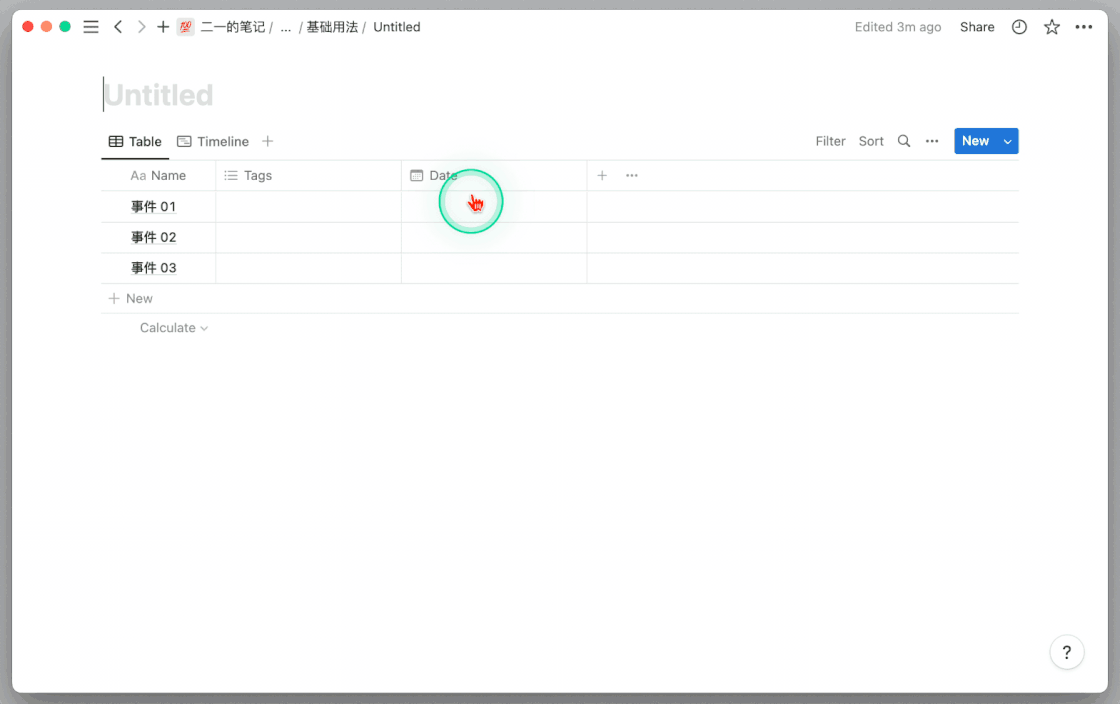 💯 二一的笔记 / ... / 基础用法 / Untitled Edited 3m ago Share
Untitled
Table Timeline Filter Sort New
Aa Name Tags Date
事件 01
事件 02
事件 03
+ New
Calculate
?